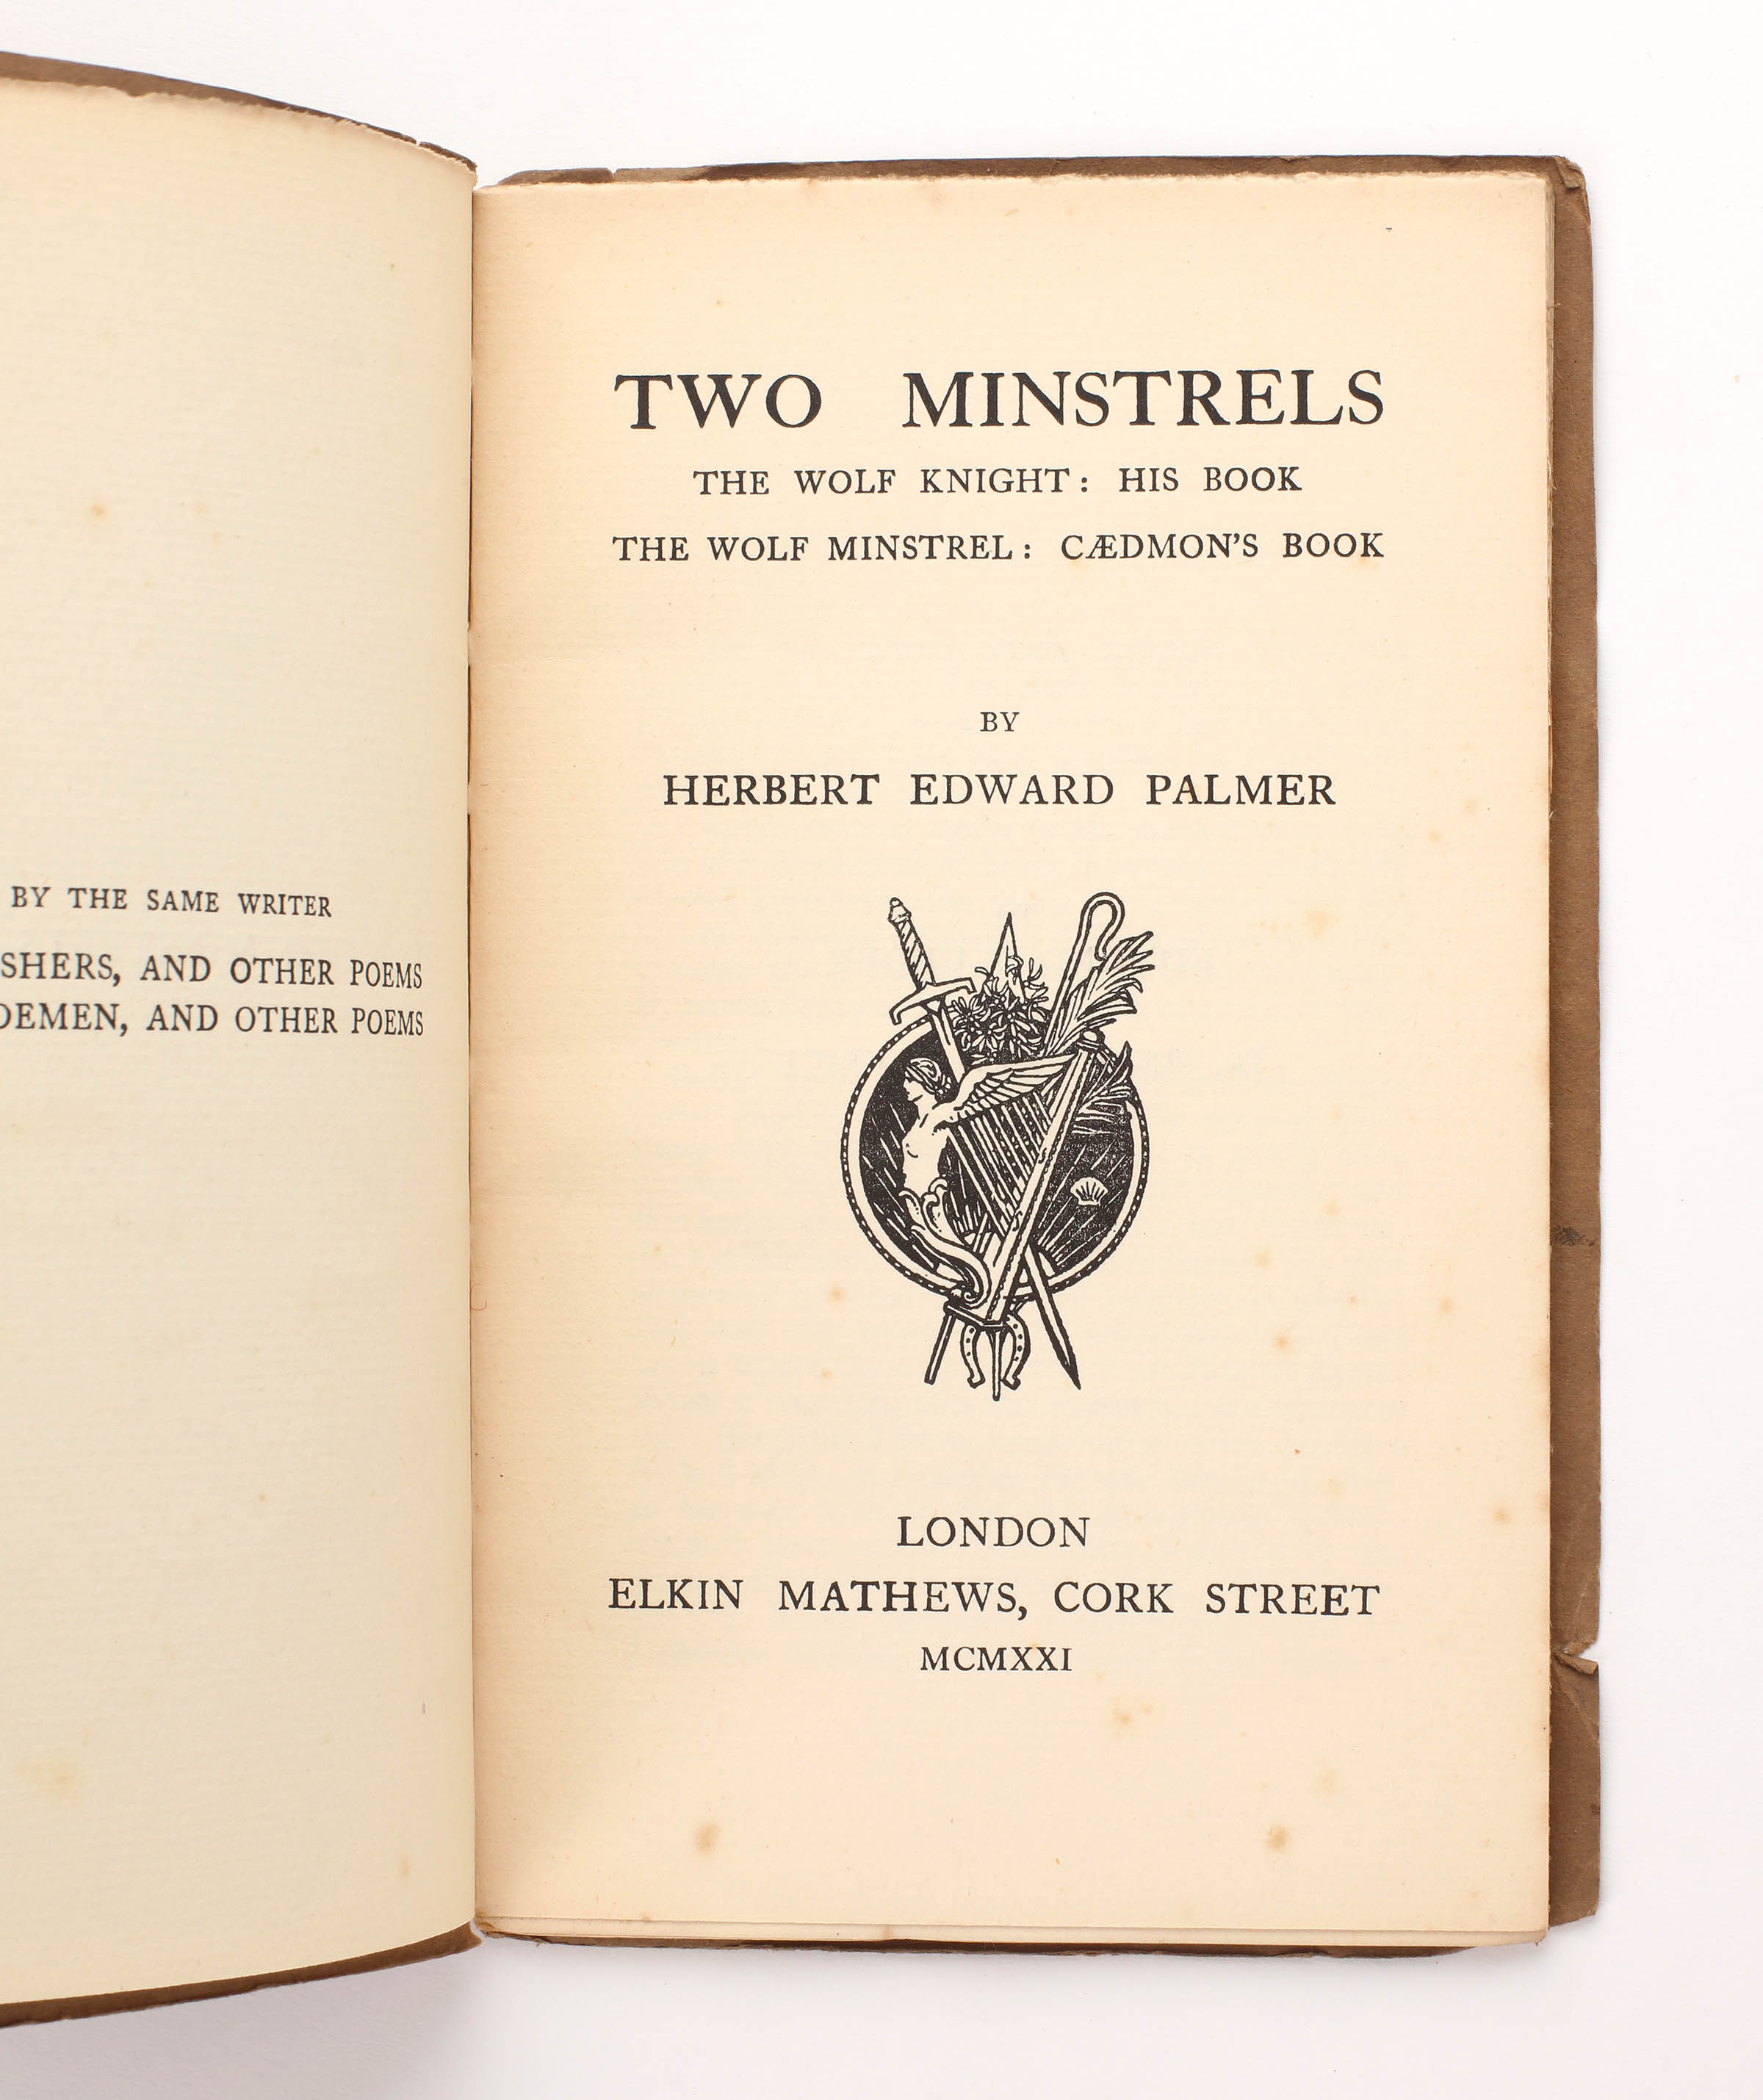 BY THE SAME WRITER
SHERS, AND OTHER POEMS
DEMEN, AND OTHER POEMS
TWO MINSTRELS
THE WOLF KNIGHT: HIS BOOK
THE WOLF MINSTREL: CÆDMON'S BOOK
BY
HERBERT EDWARD PALMER
LONDON
ELKIN MATHEWS, CORK STREET
MCMXXI